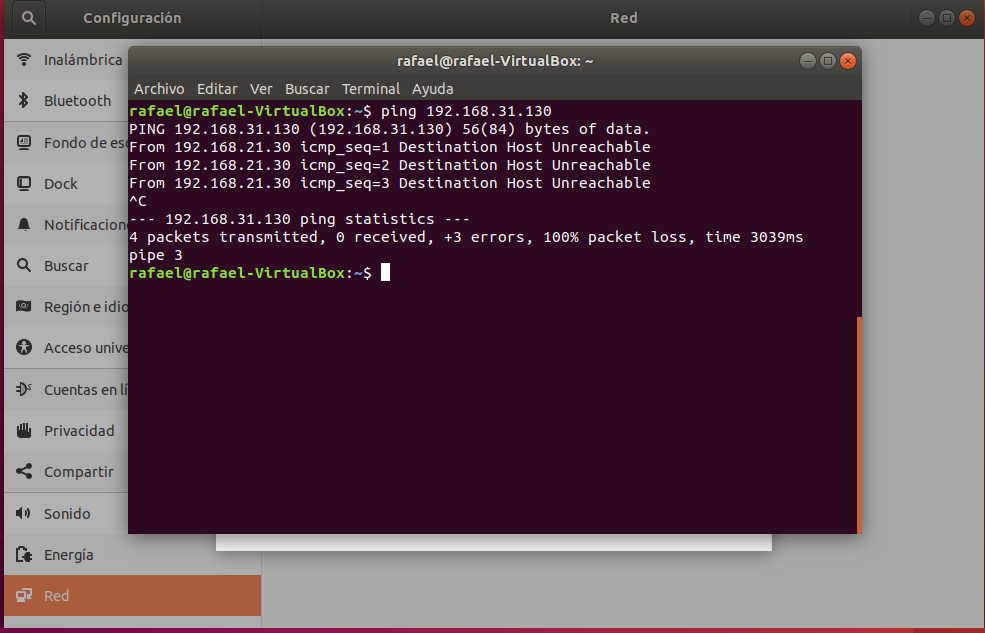 Configuración
Red
Inalámbrica
Bluetooth
Fondo de es
Dock
Notificacion
Buscar
Región e idio
Acceso unive
Cuentas en lí
Privacidad
Compartir
Sonido
Energía
Red
rafael@rafael-VirtualBox: ~
Archivo Editar Ver Buscar Terminal Ayuda
rafael@rafael-VirtualBox:~$ ping 192.168.31.130
PING 192.168.31.130 (192.168.31.130) 56(84) bytes of data.
From 192.168.21.30 icmp_seq=1 Destination Host Unreachable
From 192.168.21.30 icmp_seq=2 Destination Host Unreachable
From 192.168.21.30 icmp_seq=3 Destination Host Unreachable
^C
--- 192.168.31.130 ping statistics ---
4 packets transmitted, 0 received, +3 errors, 100% packet loss, time 3039ms
pipe 3
rafael@rafael-VirtualBox:~$